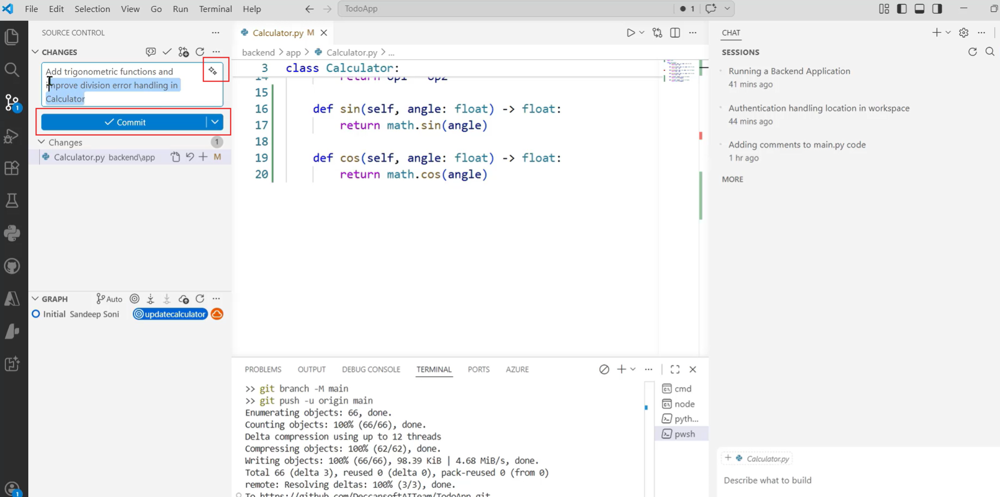 File Edit Selection View Go Run Terminal Help
TodoApp
1
SOURCE CONTROL
CHANGES
Add trigonometric functions and
improve division error handling in
Calculator
Commit
Changes 1
Calculator.py backend\app M
1
GRAPH Auto
Initial Sandeep Soni updatecalculator
1
Calculator.py M
backend > app > Calculator.py > ...
3 class Calculator:
15
16 def sin(self, angle: float) -> float:
17 return math.sin(angle)
18
19 def cos(self, angle: float) -> float:
20 return math.cos(angle)
PROBLEMS OUTPUT DEBUG CONSOLE TERMINAL PORTS AZURE
>> git branch -M main
>> git push -u origin main
Enumerating objects: 66, done.
Counting objects: 100% (66/66), done.
Delta compression using up to 12 threads
Compressing objects: 100% (62/62), done.
Writing objects: 100% (66/66), 98.39 KiB | 4.68 MiB/s, done.
Total 66 (delta 3), reused 0 (delta 0), pack-reused 0 (from 0)
remote: Resolving deltas: 100% (3/3), done.
To https://github.com/DeccansoftAITeam/TodoApp.git
cmd
node
pyth...
pwsh
CHAT
SESSIONS
Running a Backend Application
41 mins ago
Authentication handling location in workspace
44 mins ago
Adding comments to main.py code
1 hr ago
MORE
Calculator.py
Describe what to build